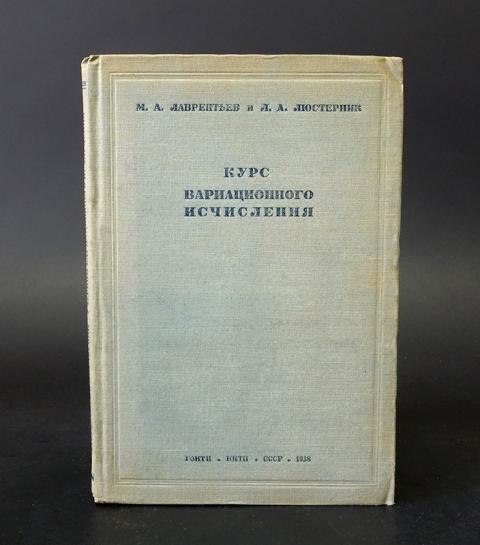 М. А. ЛАВРЕНТЬЕВ И Л. А. ЛЮСТЕРНИК
КУРС
ВАРИАЦИОННОГО
ИСЧИСЛЕНИЯ
ГОНТИ • НКТП • СССР • 1938